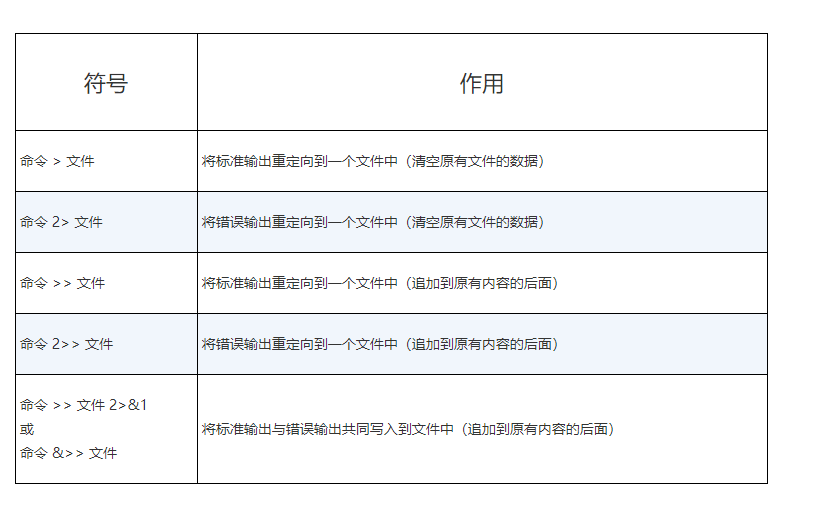 符号
作用
命令 > 文件
将标准输出重定向到一个文件中（清空原有文件的数据）
命令 2> 文件
将错误输出重定向到一个文件中（清空原有文件的数据）
命令 >> 文件
将标准输出重定向到一个文件中（追加到原有内容的后面）
命令 2>> 文件
将错误输出重定向到一个文件中（追加到原有内容的后面）
命令 >> 文件 2>&1
或
命令 &>> 文件
将标准输出与错误输出共同写入到文件中（追加到原有内容的后面）